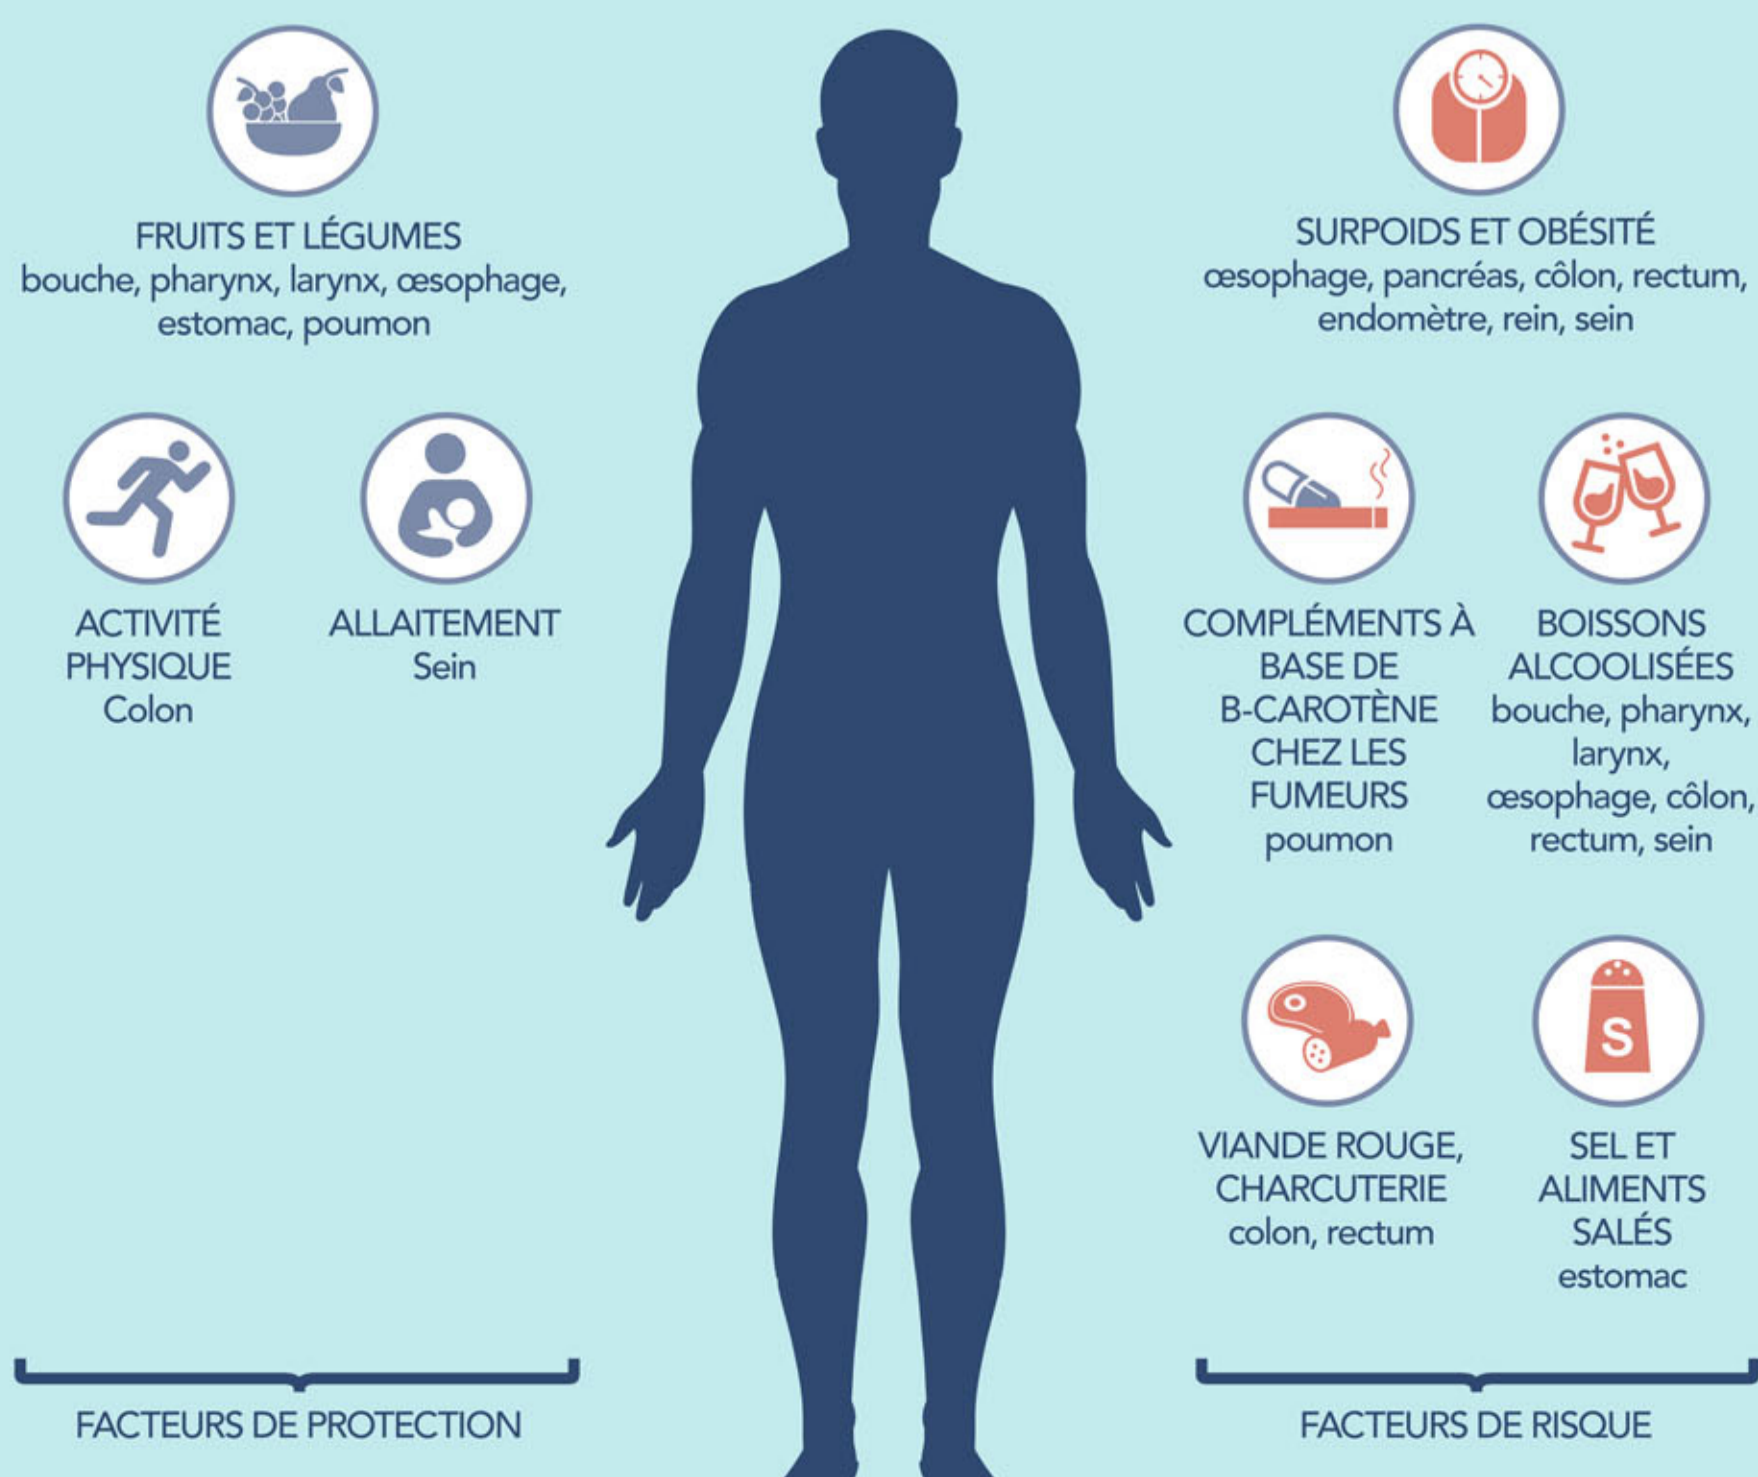 FRUITS ET LÉGUMES
bouche, pharynx, larynx, œsophage,
estomac, poumon
ACTIVITÉ
PHYSIQUE
Colon
ALLAITEMENT
Sein
FACTEURS DE PROTECTION
SURPOIDS ET OBÉSITÉ
œsophage, pancréas, côlon, rectum,
endomètre, rein, sein
COMPLÉMENTS À
BASE DE
B-CAROTÈNE
CHEZ LES
FUMEURS
poumon
BOISSONS
ALCOOLISÉES
bouche, pharynx,
larynx,
œsophage, côlon,
rectum, sein
VIANDE ROUGE,
CHARCUTERIE
colon, rectum
S
SEL ET
ALIMENTS
SALÉS
estomac
FACTEURS DE RISQUE